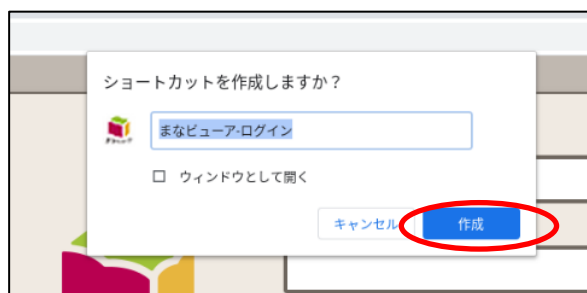 ショートカットを作成しますか？
まなビューア-ログイン
ウィンドウとして開く
キャンセル 作成